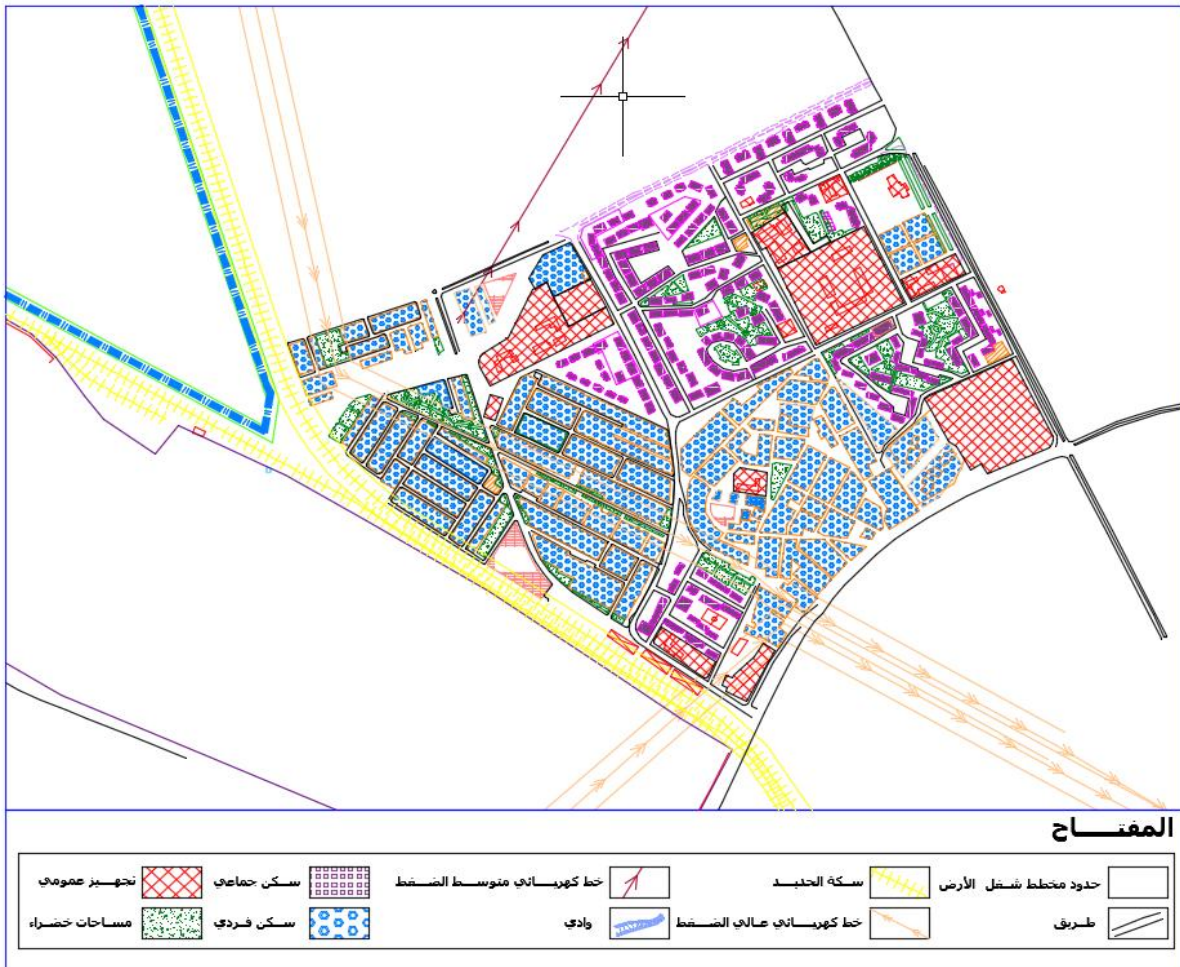 المفتــــاح
حدود مخطط شغل الأرض
سكة الحديد
خط كهربائي متوسط الضغط
سكن جماعي
تجهيز عمومي
طريق
خط كهربائي عالي الضغط
وادي
سكن فردي
مساحات خضراء